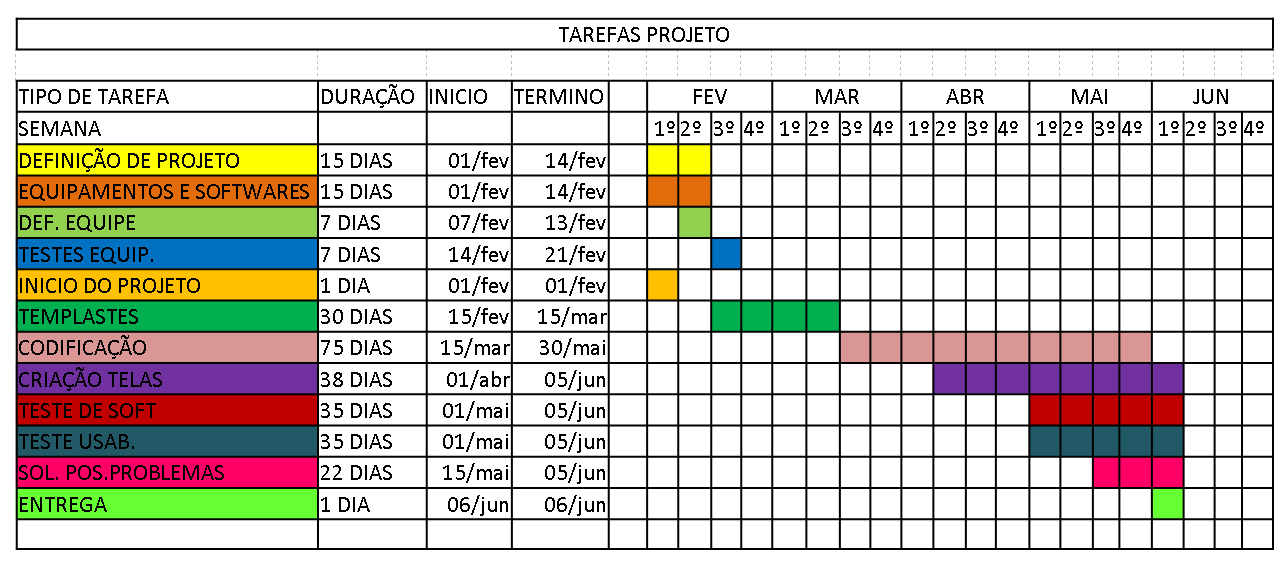 TAREFAS PROJETO
TIPO DE TAREFA DURAÇÃO INICIO TERMINO FEV MAR ABR MAI JUN
SEMANA 1º 2º 3º 4º 1º 2º 3º 4º 1º 2º 3º 4º 1º 2º 3º 4º 1º 2º 3º 4º
DEFINIÇÃO DE PROJETO 15 DIAS 01/fev 14/fev
EQUIPAMENTOS E SOFTWARES 15 DIAS 01/fev 14/fev
DEF. EQUIPE 7 DIAS 07/fev 13/fev
TESTES EQUIP. 7 DIAS 14/fev 21/fev
INICIO DO PROJETO 1 DIA 01/fev 01/fev
TEMPLASTES 30 DIAS 15/fev 15/mar
CODIFICAÇÃO 75 DIAS 15/mar 30/mai
CRIAÇÃO TELAS 38 DIAS 01/abr 05/jun
TESTE DE SOFT 35 DIAS 01/mai 05/jun
TESTE USAB. 35 DIAS 01/mai 05/jun
SOL. POS.PROBLEMAS 22 DIAS 15/mai 05/jun
ENTREGA 1 DIA 06/jun 06/jun